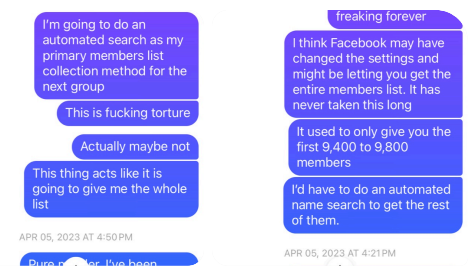 I'm going to do an
automated search as my
primary members list
collection method for the
next group
This is fucking torture
Actually maybe not
This thing acts like it is
going to give me the whole
list
APR 05, 2023 AT 4:50 PM
I've been
freaking forever
I think Facebook may have
changed the settings and
might be letting you get the
entire members list. It has
never taken this long
It used to only give you the
first 9,400 to 9,800
members
I'd have to do an automated
name search to get the rest
of them.
APR 05, 2023 AT 4:21 PM